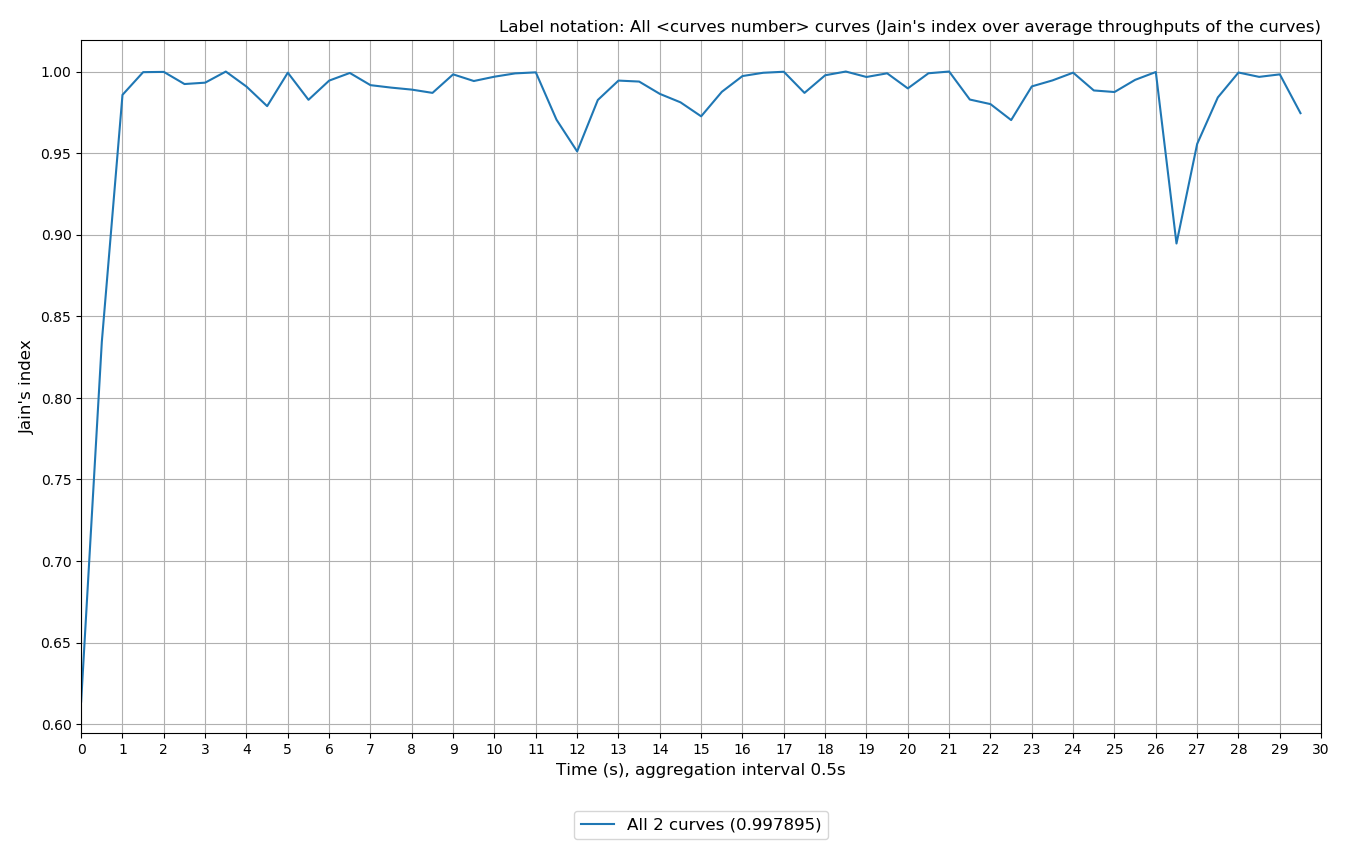 Label notation: All <curves number> curves (Jain's index over average throughputs of the curves)
1.00
0.95
0.90
0.85
0.80
0.75
0.70
0.65
0.60
Jain's index
0 1 2 3 4 5 6 7 8 9 10 11 12 13 14 15 16 17 18 19 20 21 22 23 24 25 26 27 28 29 30
Time (s), aggregation interval 0.5s
All 2 curves (0.997895)